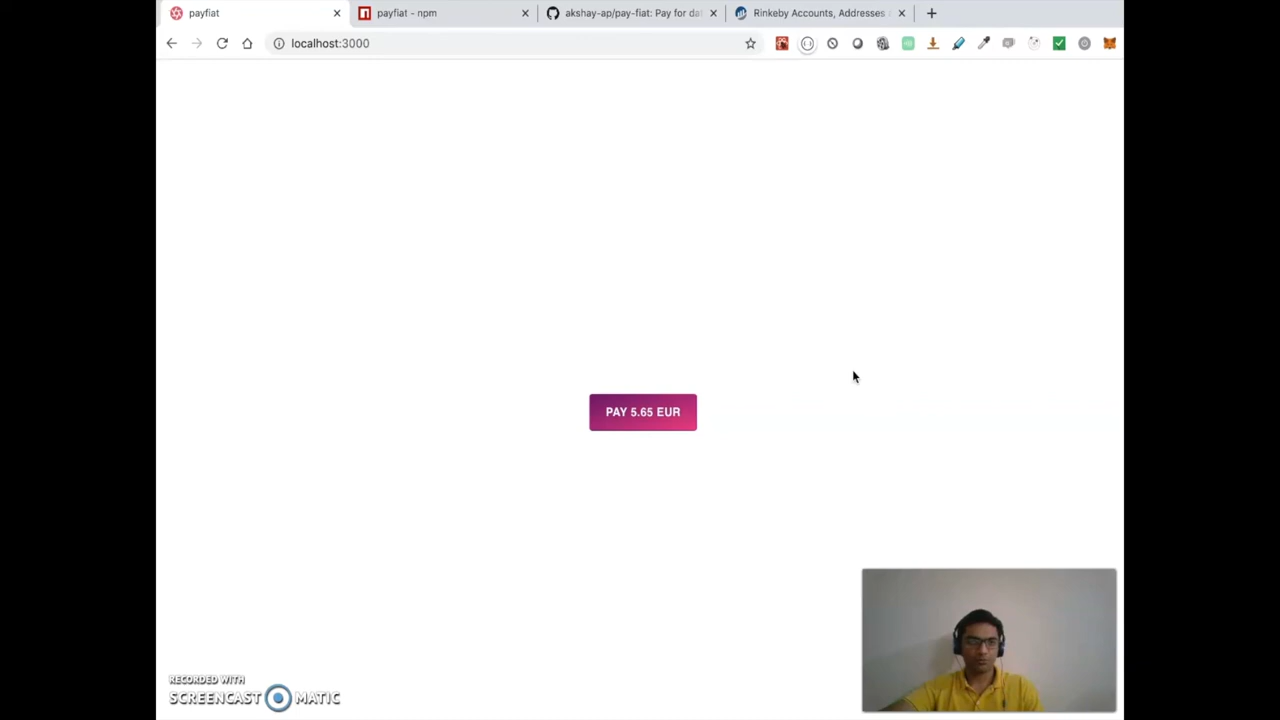 payfiat
payfiat - npm
akshay-ap/pay-fiat: Pay for da
Rinkeby Accounts, Addresses
localhost:3000
PAY 5.65 EUR
RECORDED WITH
SCREENCAST MATIC